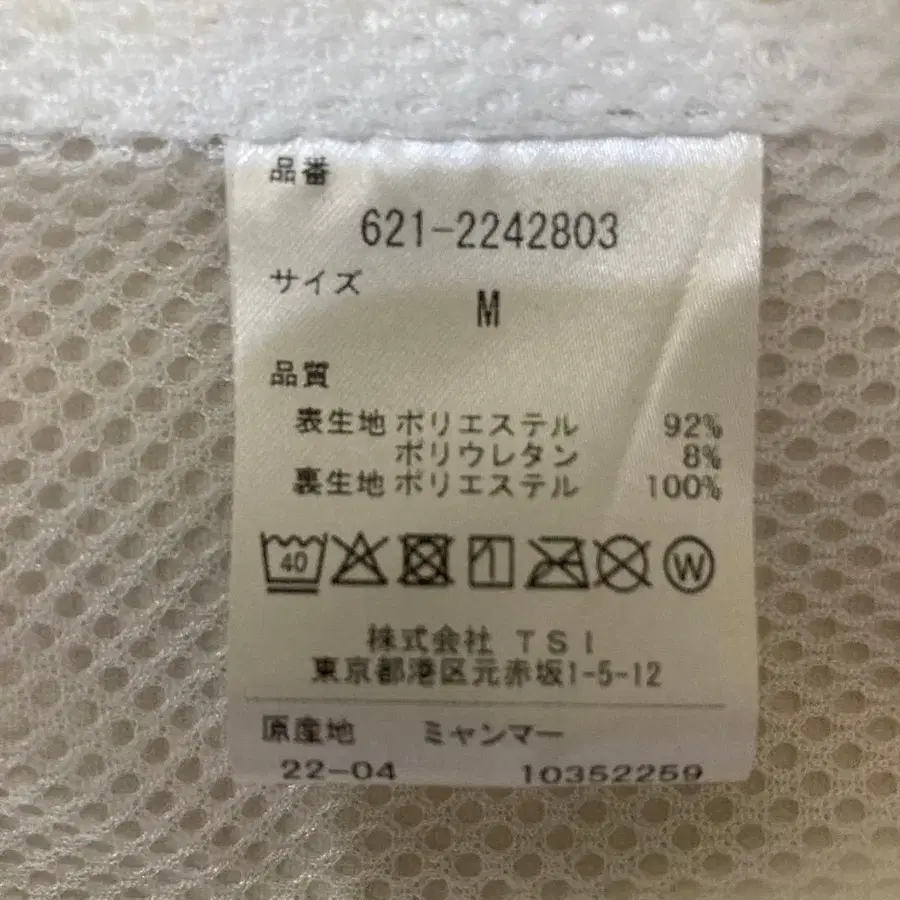 品番
621-2242803
サイズ
M
品質
表生地 ポリエステル 92%
ポリウレタン 8%
裏生地 ポリエステル 100%
40 W
株式会社 TSI
東京都港区元赤坂1-5-12
原産地 ミャンマー
22-04 10352259